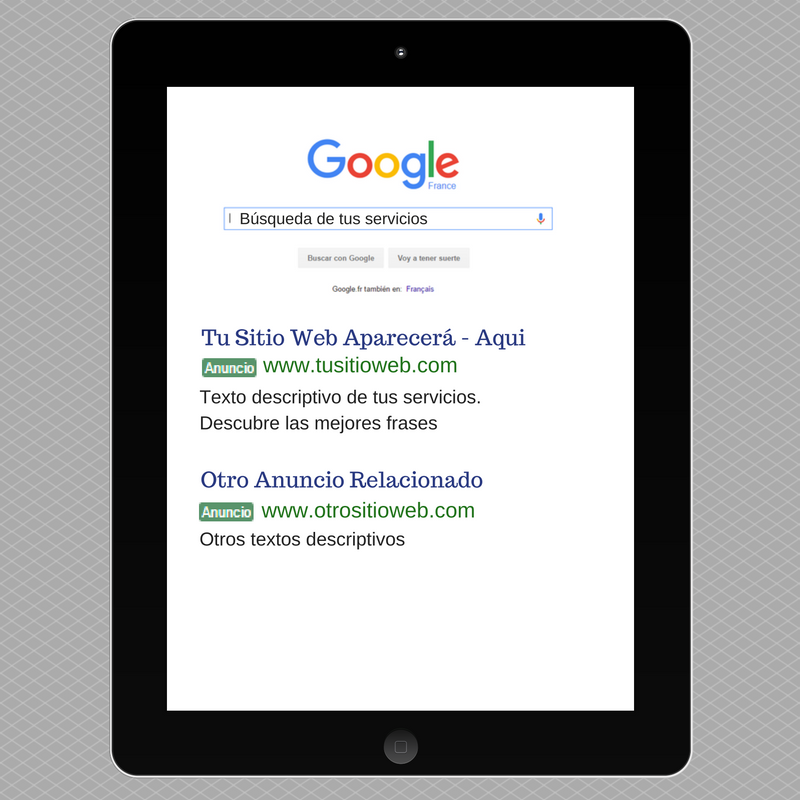 Google
France
Búsqueda de tus servicios
Buscar con Google Voy a tener suerte
Google.fr también en: Français
Tu Sitio Web Aparecerá - Aqui
Anuncio www.tusitioweb.com
Texto descriptivo de tus servicios.
Descubre las mejores frases
Otro Anuncio Relacionado
Anuncio www.otrositioweb.com
Otros textos descriptivos